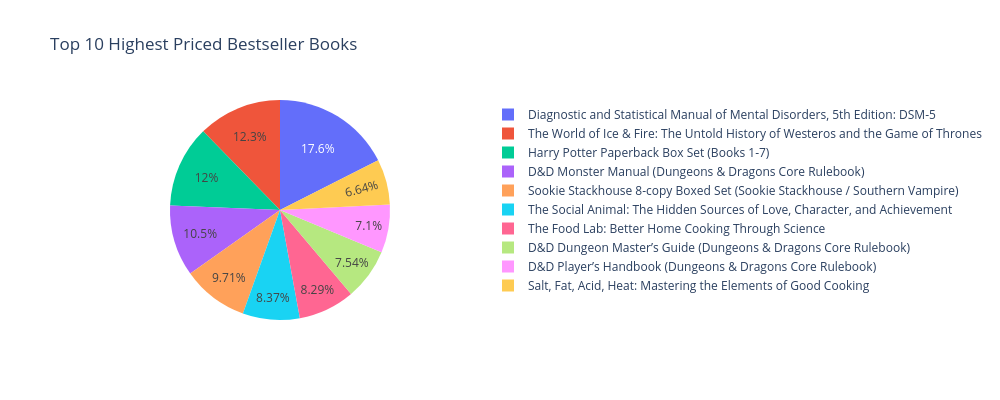 Top 10 Highest Priced Bestseller Books
12.3%
17.6%
12%
6.64%
10.5%
7.1%
9.71%
7.54%
8.37%
8.29%
Diagnostic and Statistical Manual of Mental Disorders, 5th Edition: DSM-5
The World of Ice & Fire: The Untold History of Westeros and the Game of Thrones
Harry Potter Paperback Box Set (Books 1-7)
D&D Monster Manual (Dungeons & Dragons Core Rulebook)
Sookie Stackhouse 8-copy Boxed Set (Sookie Stackhouse / Southern Vampire)
The Social Animal: The Hidden Sources of Love, Character, and Achievement
The Food Lab: Better Home Cooking Through Science
D&D Dungeon Master’s Guide (Dungeons & Dragons Core Rulebook)
D&D Player’s Handbook (Dungeons & Dragons Core Rulebook)
Salt, Fat, Acid, Heat: Mastering the Elements of Good Cooking